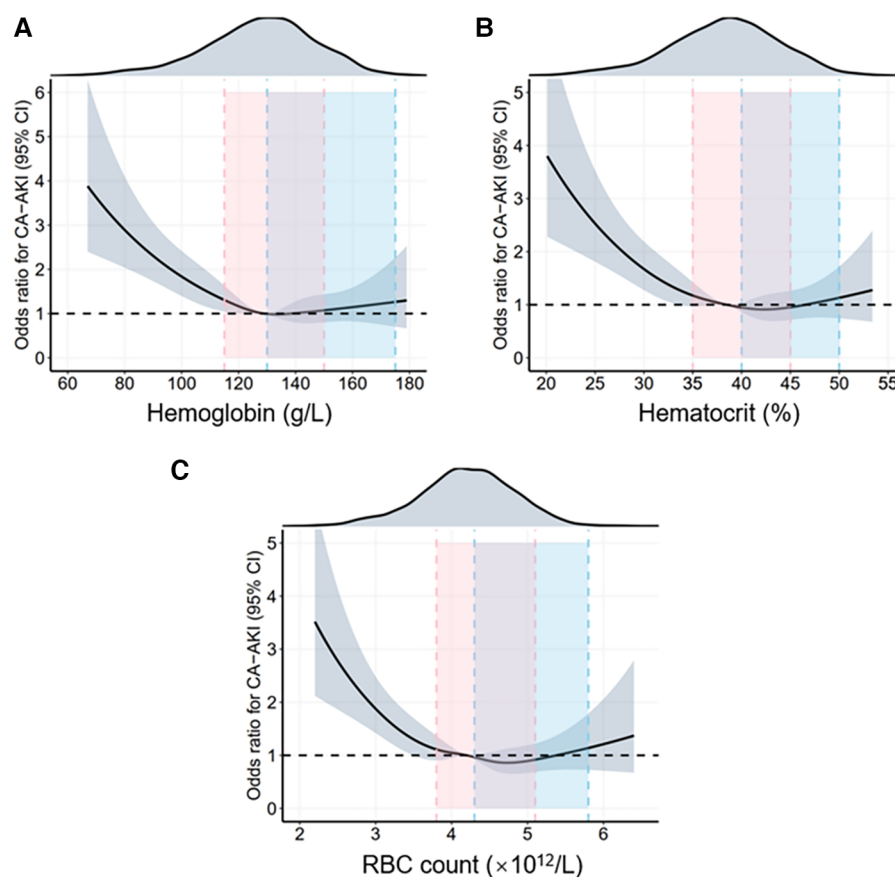 A
Odds ratio for CA−AKI (95% CI)
6
5
4
3
2
1
0
60 80 100 120 140 160 180
Hemoglobin (g/L)
B
Odds ratio for CA−AKI (95% CI)
5
4
3
2
1
0
20 25 30 35 40 45 50 55
Hematocrit (%)
C
Odds ratio for CA−AKI (95% CI)
5
4
3
2
1
0
2 3 4 5 6
RBC count (×10¹²/L)